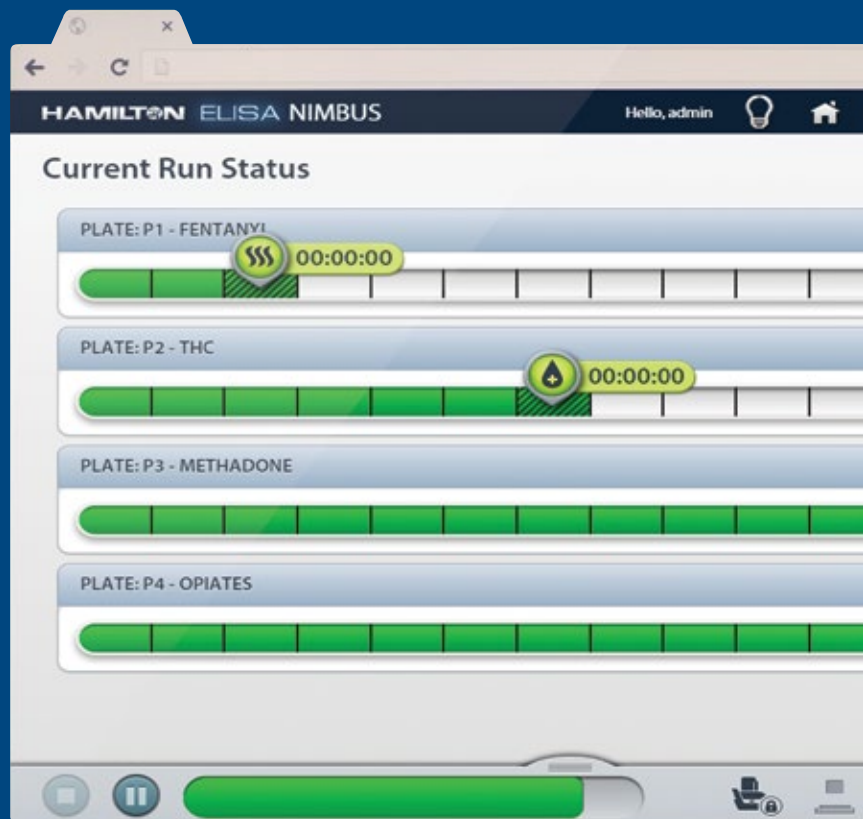 HAMILTON ELISA NIMBUS
Hello, admin
Current Run Status
PLATE: P1 - FENTANYL
00:00:00
PLATE: P2 - THC
00:00:00
PLATE: P3 - METHADONE
PLATE: P4 - OPIATES